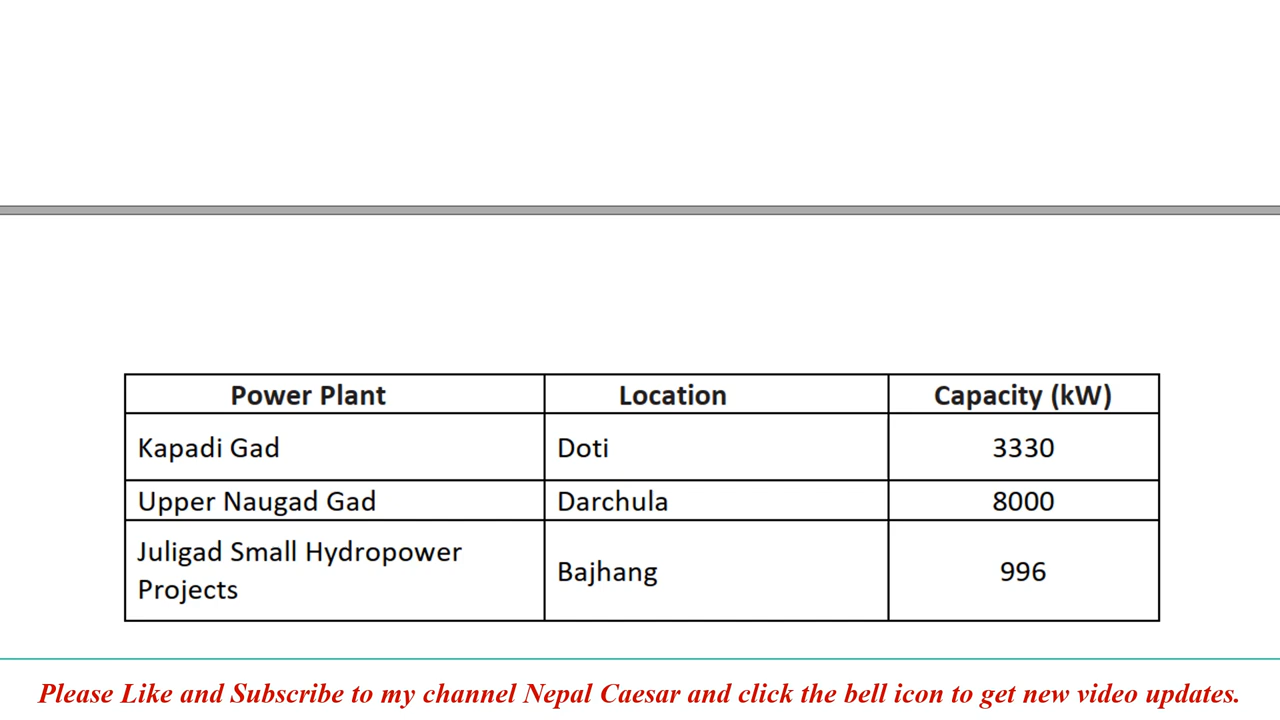 Power Plant Location Capacity (kW)
Kapadi Gad Doti 3330
Upper Naugad Gad Darchula 8000
Juligad Small Hydropower
Projects Bajhang 996
Please Like and Subscribe to my channel Nepal Caesar and click the bell icon to get new video updates.